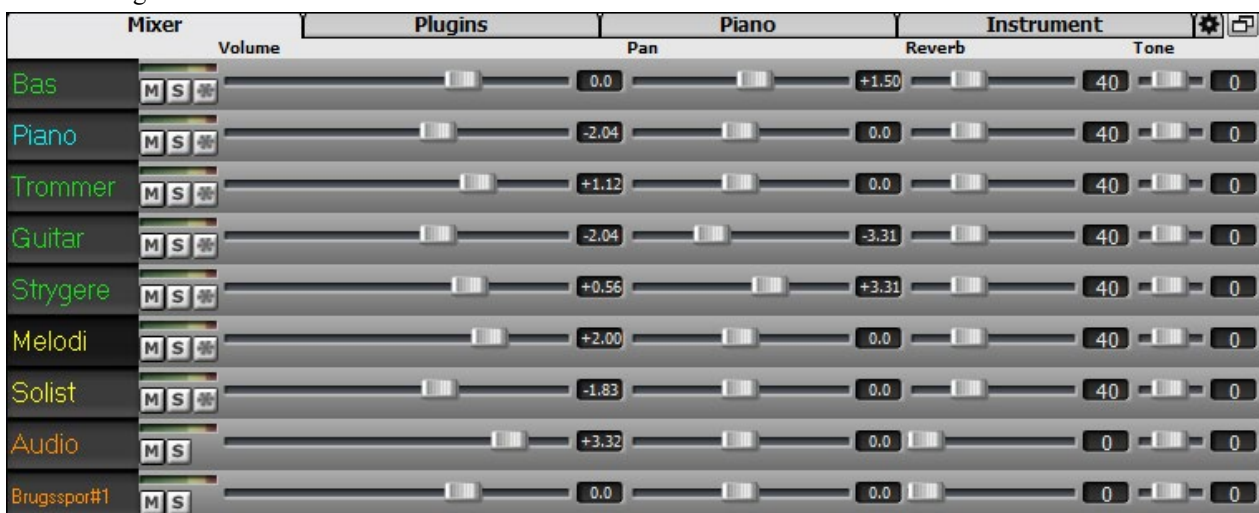 Mixer Plugins Piano Instrument
Volume Pan Reverb Tone
Bas M S 0.0 +1.50 40 0
Piano M S -2.04 0.0 40 0
Trommer M S +1.12 0.0 40 0
Guitar M S -2.04 -3.31 40 0
Strygere M S +0.56 +3.31 40 0
Melodi M S +2.00 0.0 40 0
Solist M S -1.83 0.0 40 0
Audio M S +3.32 0.0 0 0
Brugsspor#1 M S 0.0 0.0 0 0